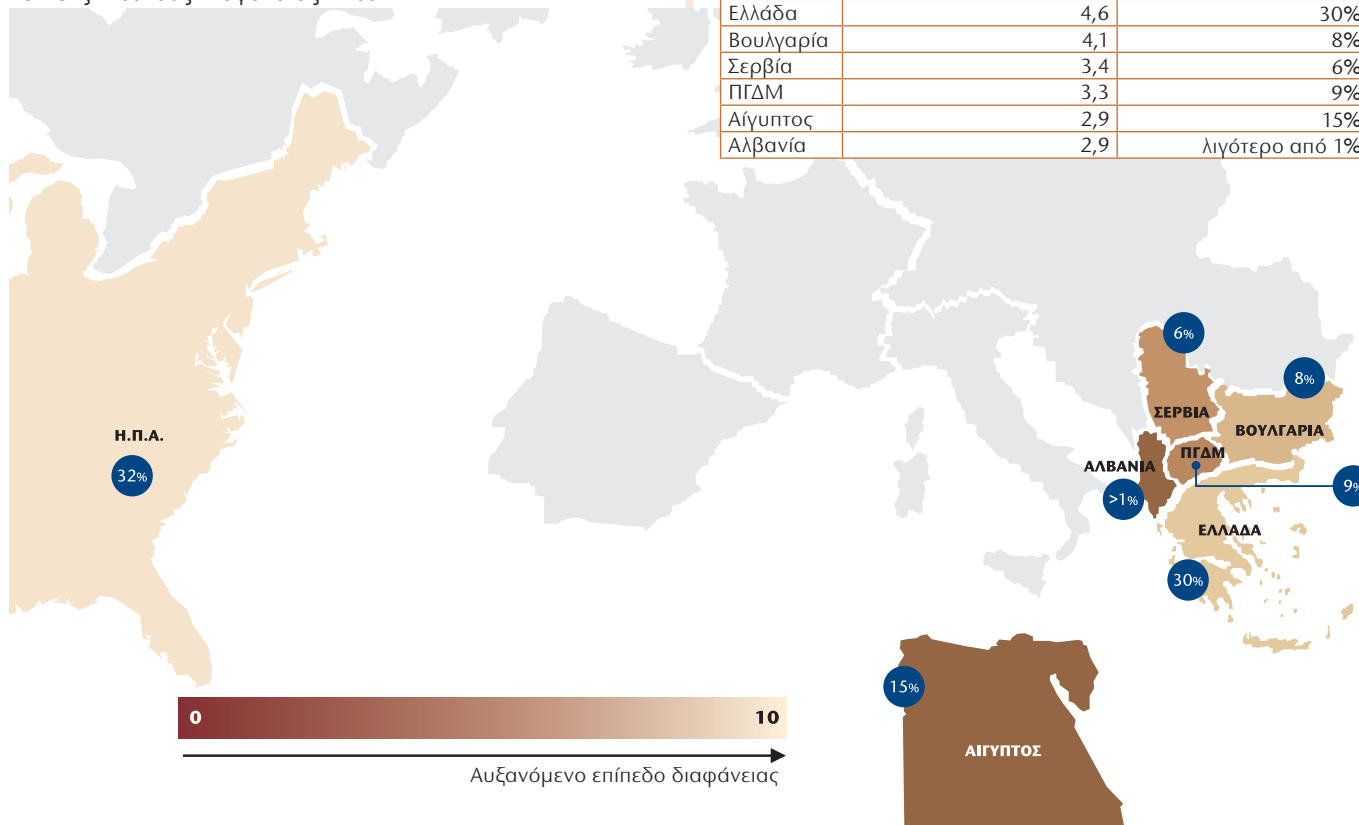 Ελλάδα 4,6 30%
Βουλγαρία 4,1 8%
Σερβία 3,4 6%
ΠΓΔΜ 3,3 9%
Αίγυπτος 2,9 15%
Αλβανία 2,9 λιγότερο από 1%
6%
8%
ΣΕΡΒΙΑ
ΒΟΥΛΓΑΡΙΑ
Η.Π.Α.
32%
ΠΓΔΜ
ΑΛΒΑΝΙΑ
>1%
9%
ΕΛΛΑΔΑ
30%
15%
0 10
ΑΙΓΥΠΤΟΣ
Αυξανόμενο επίπεδο διαφάνειας